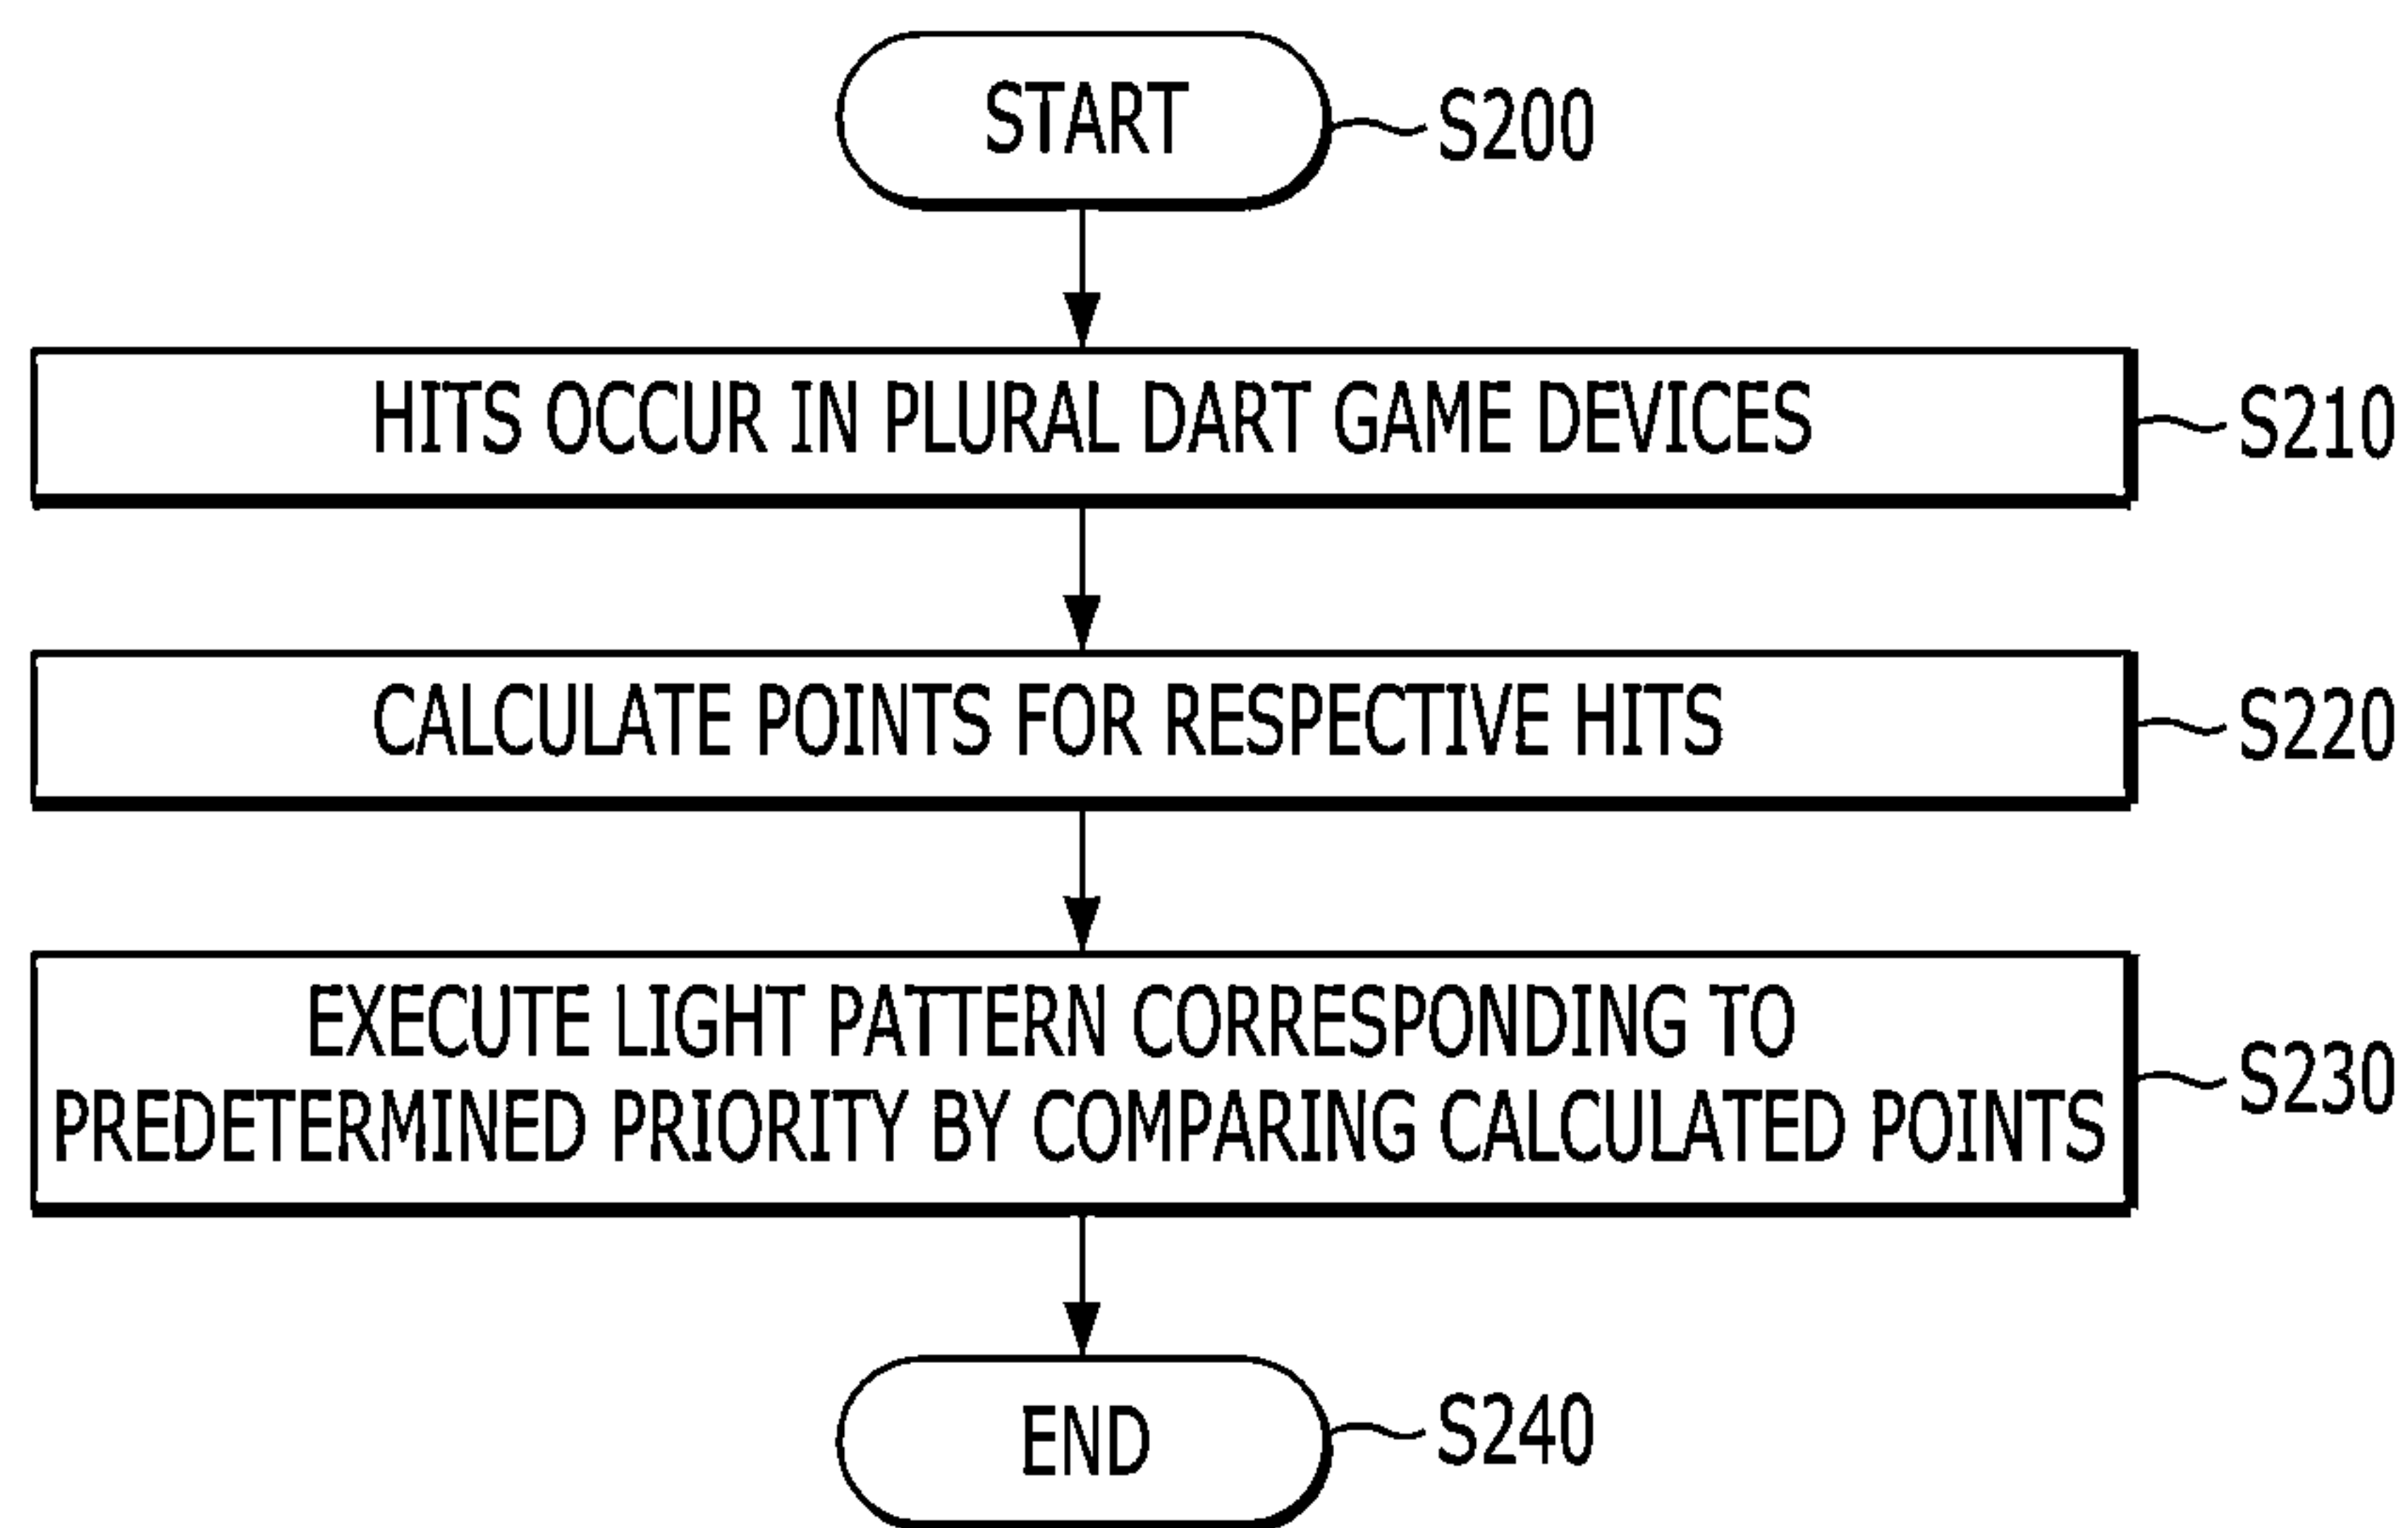 START
S200
HITS OCCUR IN PLURAL DART GAME DEVICES
S210
CALCULATE POINTS FOR RESPECTIVE HITS
S220
EXECUTE LIGHT PATTERN CORRESPONDING TO
PREDETERMINED PRIORITY BY COMPARING CALCULATED POINTS
S230
END
S240